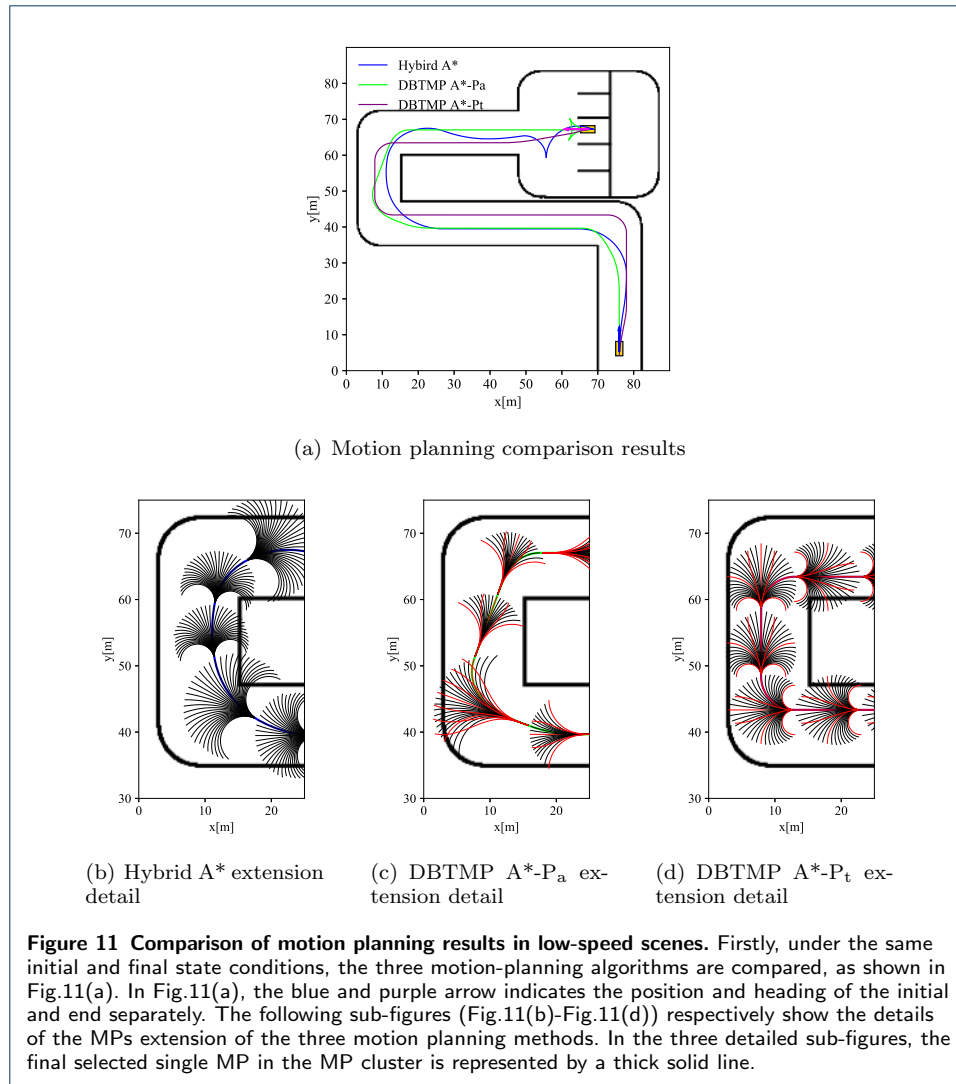 Hybird A*
DBTMP A*-Pa
DBTMP A*-Pt
80
70
60
50
40
30
20
10
0
y[m]
0 10 20 30 40 50 60 70 80
x[m]
(a) Motion planning comparison results
70
60
50
40
30
y[m]
0 10 20
x[m]
70
60
50
40
30
y[m]
0 10 20
x[m]
70
60
50
40
30
y[m]
0 10 20
x[m]
(b) Hybrid A* extension
detail
(c) DBTMP A*-Pa ex-
tension detail
(d) DBTMP A*-Pt ex-
tension detail
Figure 11 Comparison of motion planning results in low-speed scenes. Firstly, under the same
initial and final state conditions, the three motion-planning algorithms are compared, as shown in
Fig.11(a). In Fig.11(a), the blue and purple arrow indicates the position and heading of the initial
and end separately. The following sub-figures (Fig.11(b)-Fig.11(d)) respectively show the details
of the MPs extension of the three motion planning methods. In the three detailed sub-figures, the
final selected single MP in the MP cluster is represented by a thick solid line.